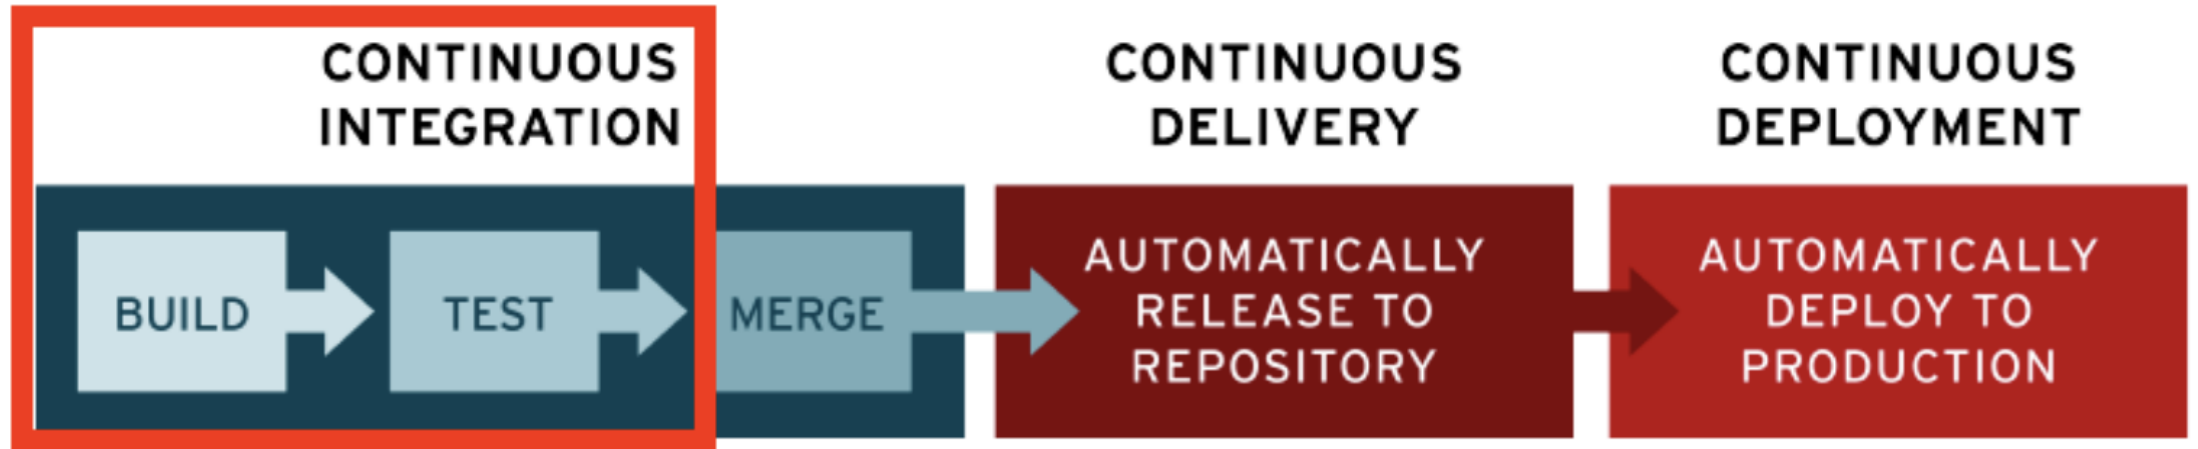 CONTINUOUS
INTEGRATION
BUILD
TEST
MERGE
CONTINUOUS
DELIVERY
AUTOMATICALLY
RELEASE TO
REPOSITORY
CONTINUOUS
DEPLOYMENT
AUTOMATICALLY
DEPLOY TO
PRODUCTION